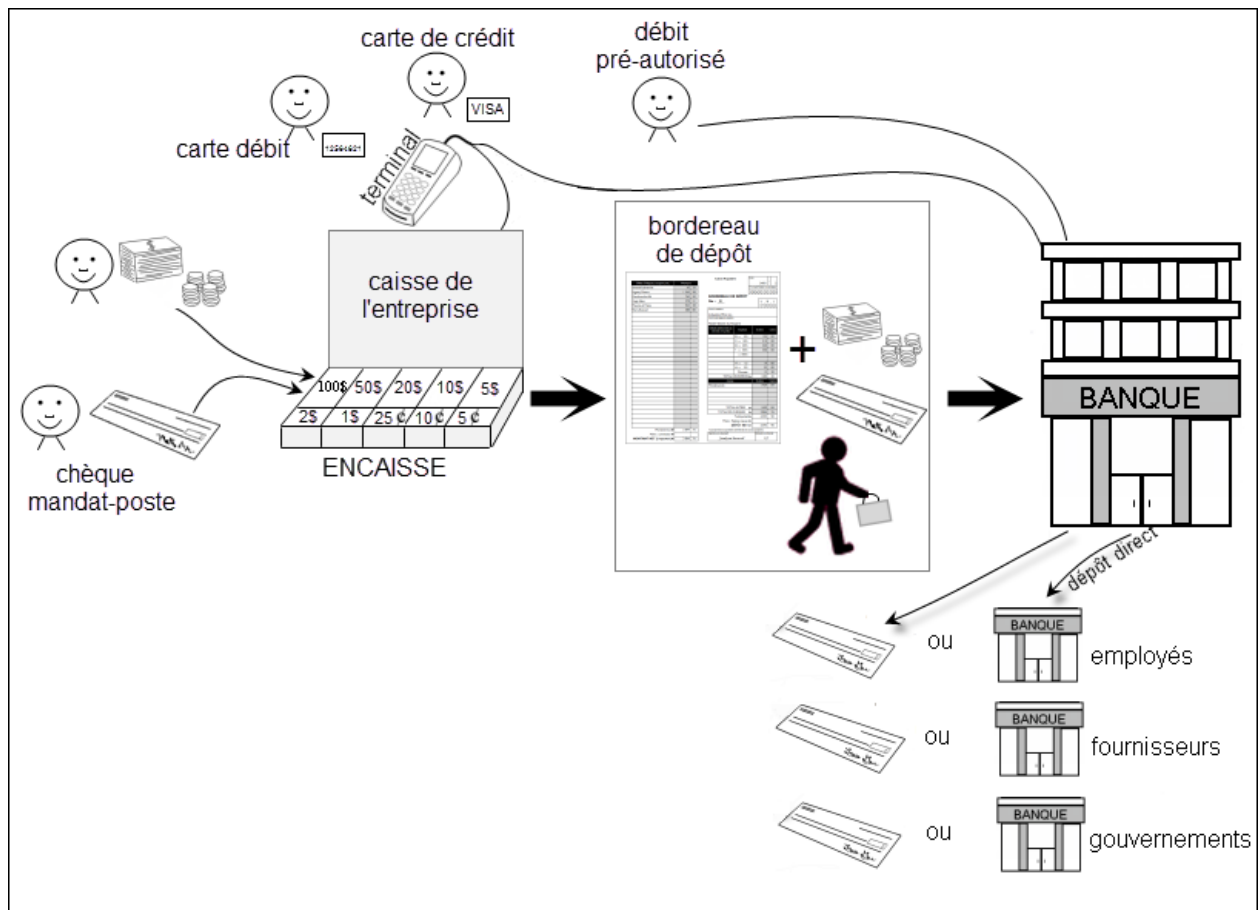 carte de crédit
débit
pré-autorisé
VISA
carte débit
terminal
bordereau
de dépôt
caisse de
l'entreprise
100$ 50$ 20$ 10$ 5$
2$ 1$ 25 ¢ 10 ¢ 5 ¢
ENCAISSE
+
BANQUE
chèque
mandat-poste
dépôt direct
ou
BANQUE
employés
ou
BANQUE
fournisseurs
ou
BANQUE
gouvernements